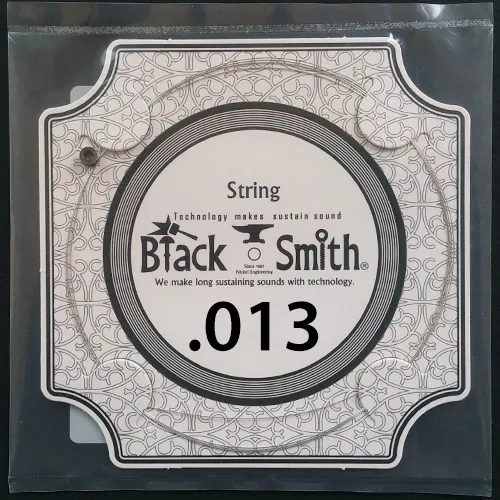 String
Technology makes sustain sound
Black Smith®
Since 1987
Nickel Engineering
We make long sustaining sounds with technology.
.013